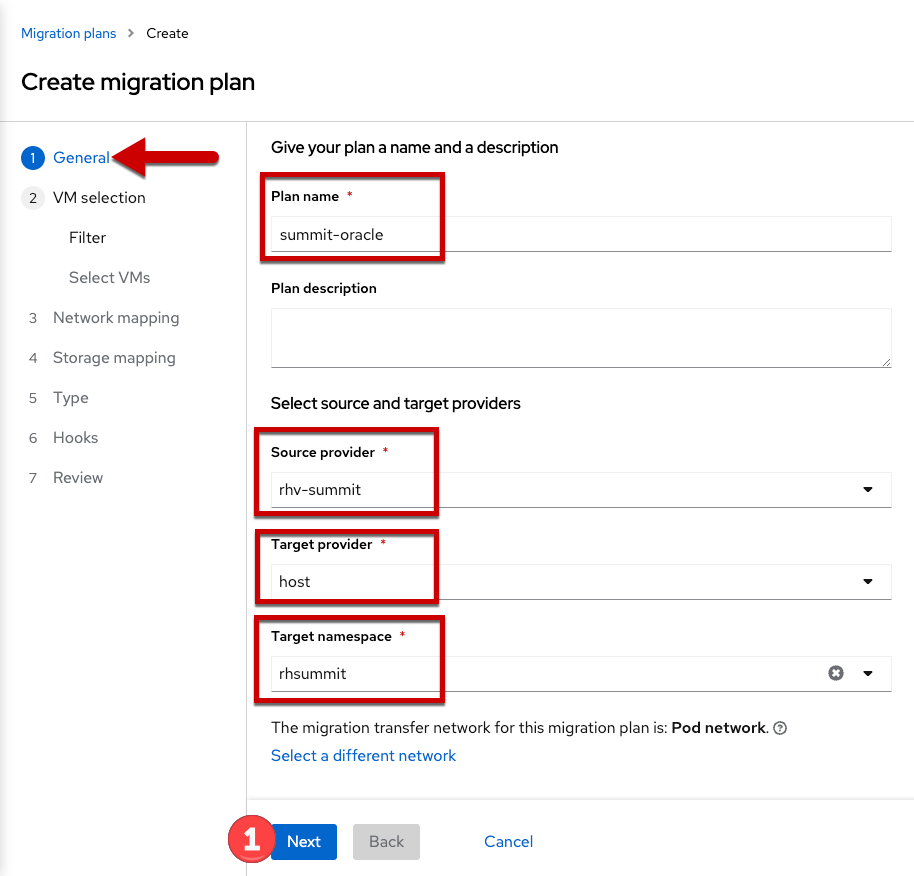 Migration plans > Create
Create migration plan
1 General
2 VM selection
Filter
Select VMs
3 Network mapping
4 Storage mapping
5 Type
6 Hooks
7 Review
Give your plan a name and a description
Plan name *
summit-oracle
Plan description
Select source and target providers
Source provider *
rhv-summit
Target provider *
host
Target namespace *
rhsummit
The migration transfer network for this migration plan is: Pod network.
Select a different network
1 Next Back Cancel